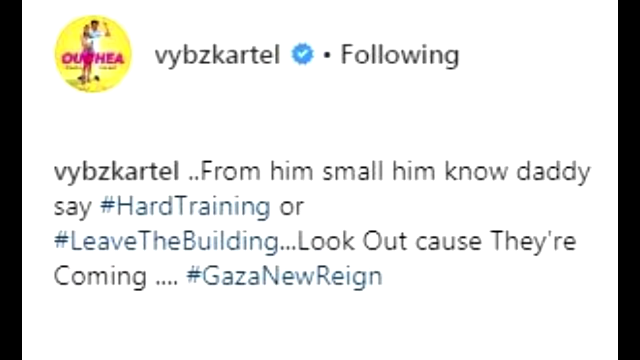 OUTHEA
vybzkartel • Following
vybzkartel ..From him small him know daddy
say #HardTraining or
#LeaveTheBuilding...Look Out cause They're
Coming .... #GazaNewReign